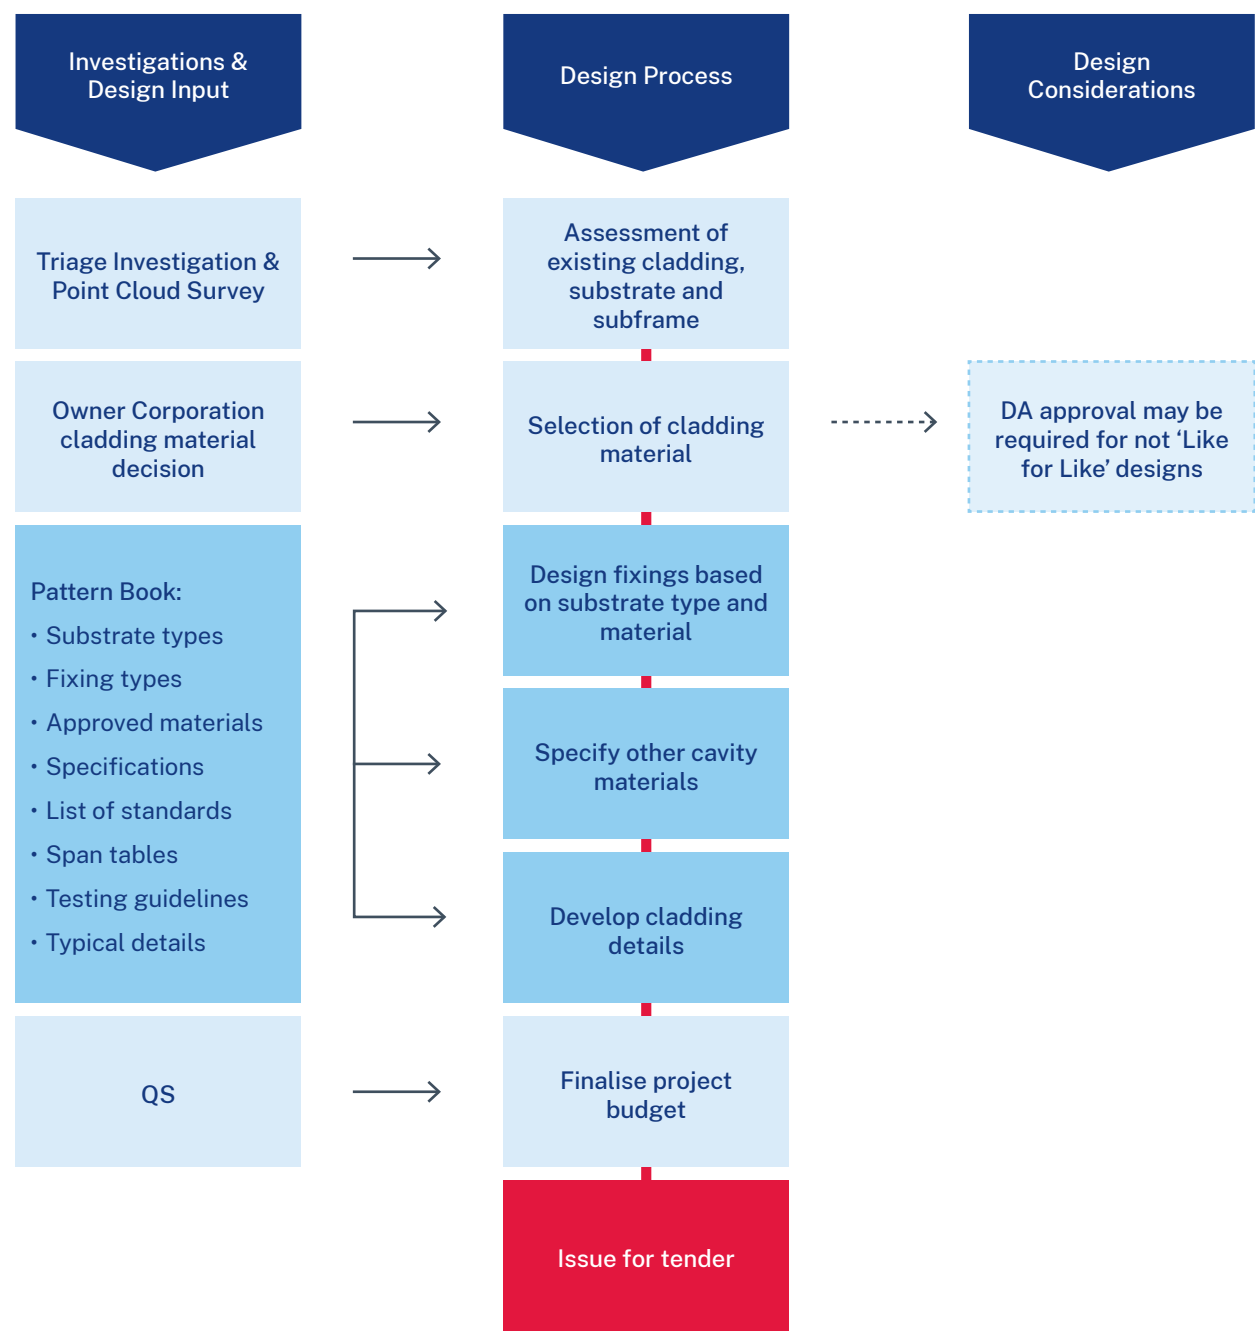 Investigations &
Design Input
Design Process
Design
Considerations
Triage Investigation &
Point Cloud Survey
Assessment of
existing cladding,
substrate and
subframe
Owner Corporation
cladding material
decision
Selection of cladding
material
DA approval may be
required for not ‘Like
for Like’ designs
Pattern Book:
• Substrate types
• Fixing types
• Approved materials
• Specifications
• List of standards
• Span tables
• Testing guidelines
• Typical details
Design fixings based
on substrate type and
material
Specify other cavity
materials
Develop cladding
details
QS
Finalise project
budget
Issue for tender